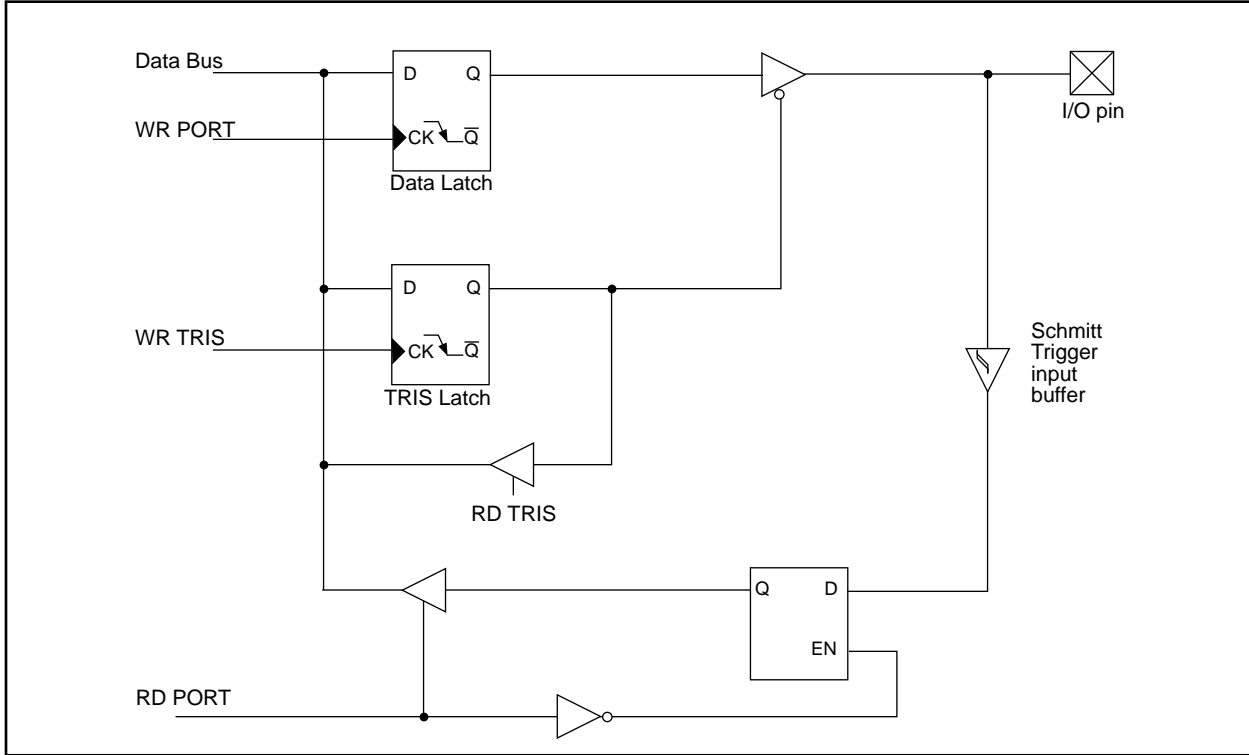 Data Bus
D Q
WR PORT
CK Q̅
I/O pin
Data Latch
D Q
WR TRIS
CK Q̅
TRIS Latch
Schmitt
Trigger
input
buffer
RD TRIS
Q D
EN
RD PORT